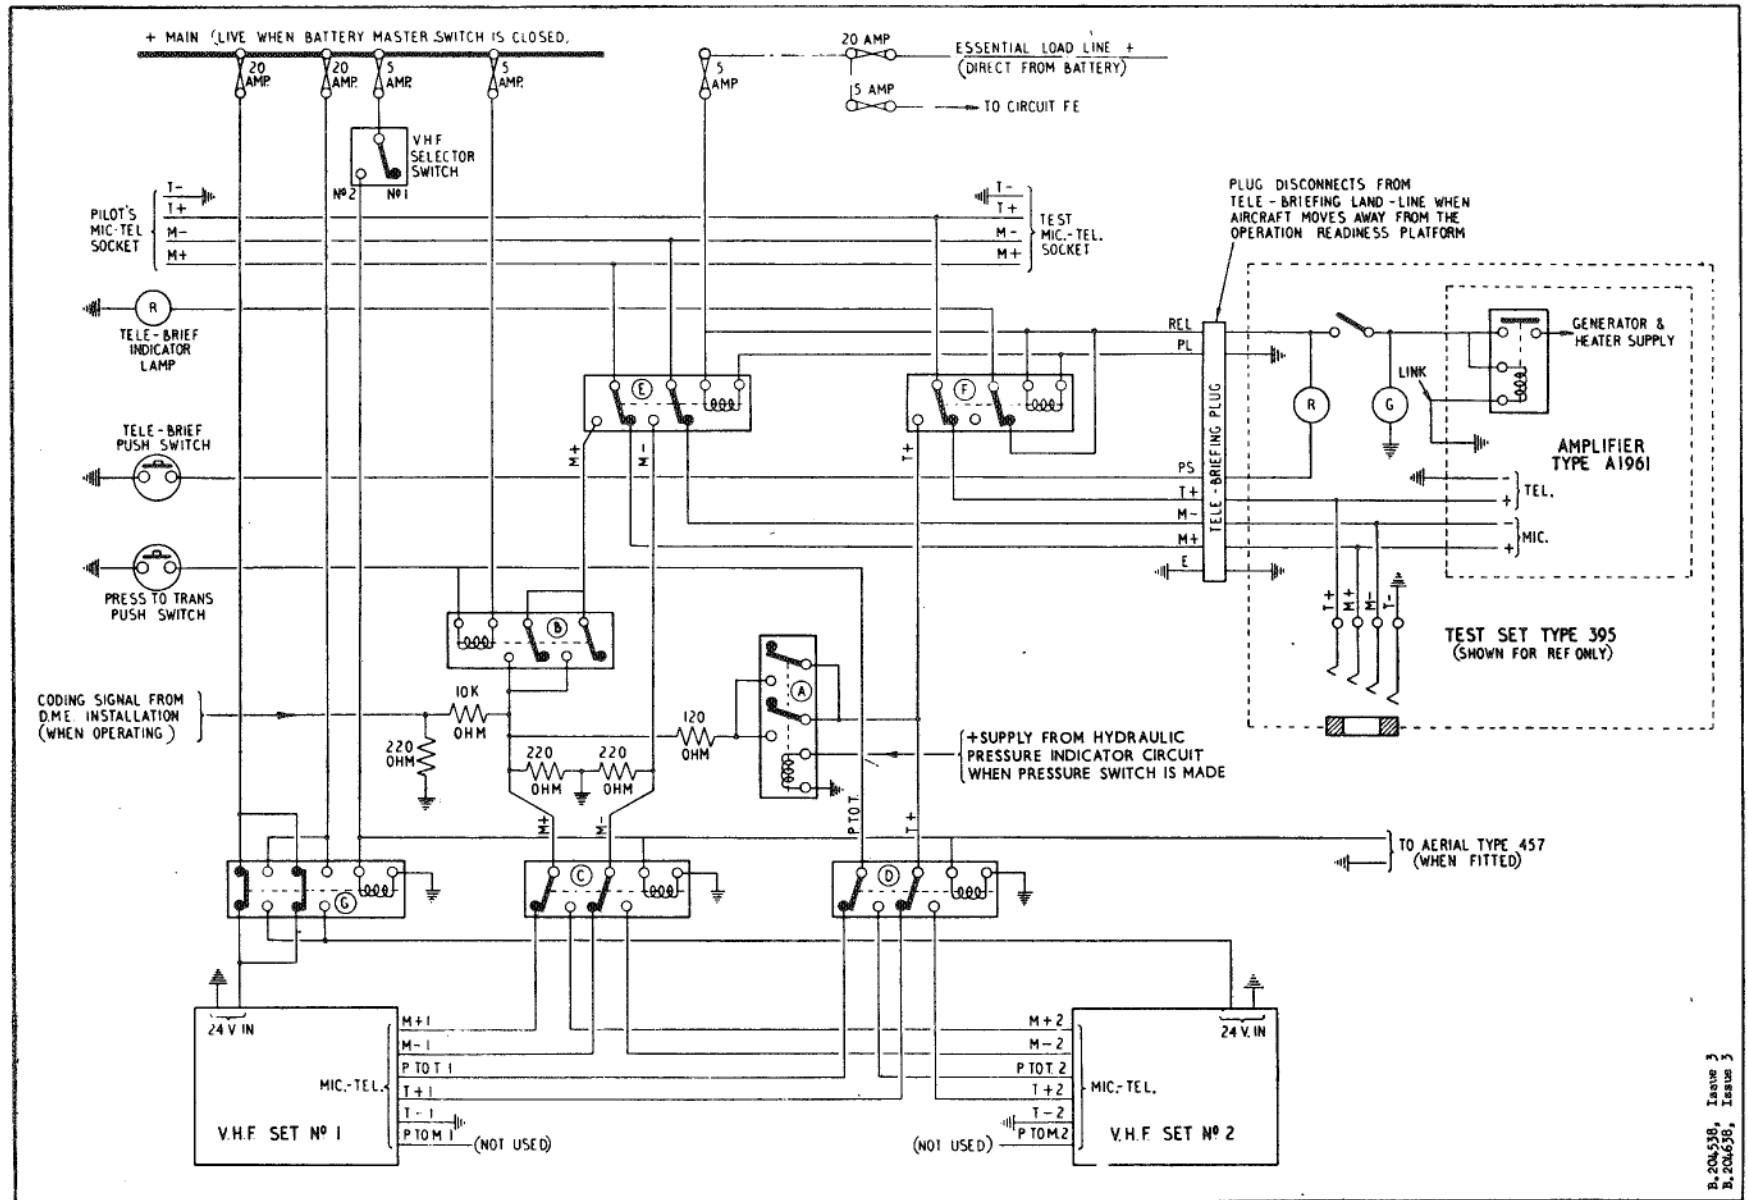 + MAIN (LIVE WHEN BATTERY MASTER SWITCH IS CLOSED.
20 AMP.
20 AMP.
5 AMP.
5 AMP.
5 AMP
20 AMP
ESSENTIAL LOAD LINE +
(DIRECT FROM BATTERY)
5 AMP
TO CIRCUIT FE
VHF
SELECTOR
SWITCH
Nº 2
Nº 1
PILOT'S
MIC-TEL
SOCKET
T-
T+
M-
M+
T-
T+
M-
M+
TEST
MIC.-TEL.
SOCKET
PLUG DISCONNECTS FROM
TELE-BRIEFING LAND-LINE WHEN
AIRCRAFT MOVES AWAY FROM THE
OPERATION READINESS PLATFORM
R
TELE-BRIEF
INDICATOR
LAMP
REL
PL
GENERATOR &
HEATER SUPPLY
LINK
E
F
R
G
TELE-BRIEF
PUSH SWITCH
M+
M-
T+
TELE-BRIEFING PLUG
AMPLIFIER
TYPE A1961
PS
T+
M-
M+
E
-
+
TEL.
-
+
MIC.
PRESS TO TRANS
PUSH SWITCH
B
T+
M+
M-
T-
TEST SET TYPE 395
(SHOWN FOR REF ONLY)
CODING SIGNAL FROM
D.M.E. INSTALLATION
(WHEN OPERATING)
10K
OHM
220
OHM
220
OHM
220
OHM
120
OHM
A
+SUPPLY FROM HYDRAULIC
PRESSURE INDICATOR CIRCUIT
WHEN PRESSURE SWITCH IS MADE
M+
M-
P TO T.
T+
TO AERIAL TYPE 457
(WHEN FITTED)
G
C
D
24 V IN
MIC.-TEL.
V.H.F. SET Nº 1
M+1
M-1
P TO T 1
T+1
T-1
P TO M 1
(NOT USED)
M+2
M-2
P TO T. 2
T+2
T-2
P TO M.2
(NOT USED)
24 V. IN
MIC.-TEL.
V.H.F. SET Nº 2
B.204538, Issue 3
B.204638, Issue 3